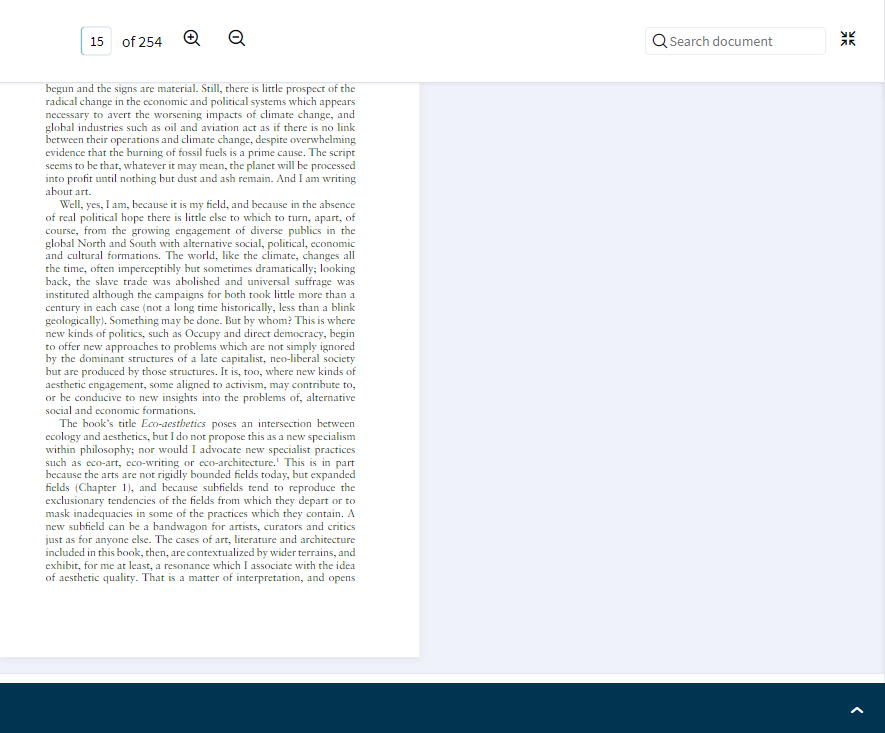 15 of 254
Search document
begun and the signs are material. Still, there is little prospect of the
radical change in the economic and political systems which appears
necessary to avert the worsening impacts of climate change, and
global industries such as oil and aviation act as if there is no link
between their operations and climate change, despite overwhelming
evidence that the burning of fossil fuels is a prime cause. The script
seems to be that, whatever it may mean, the planet will be processed
into profit until nothing but dust and ash remain. And I am writing
about art.
Well, yes, I am, because it is my field, and because in the absence
of real political hope there is little else to which to turn, apart, of
course, from the growing engagement of diverse publics in the
global North and South with alternative social, political, economic
and cultural formations. The world, like the climate, changes all
the time, often imperceptibly but sometimes dramatically; looking
back, the slave trade was abolished and universal suffrage was
instituted although the campaigns for both took little more than a
century in each case (not a long time historically, less than a blink
geologically). Something may be done. But by whom? This is where
new kinds of politics, such as Occupy and direct democracy, begin
to offer new approaches to problems which are not simply ignored
by the dominant structures of a late capitalist, neo-liberal society
but are produced by those structures. It is, too, where new kinds of
aesthetic engagement, some aligned to activism, may contribute to,
or be conducive to new insights into the problems of, alternative
social and economic formations.
The book's title Eco-aesthetics poses an intersection between
ecology and aesthetics, but I do not propose this as a new specialism
within philosophy; nor would I advocate new specialist practices
such as eco-art, eco-writing or eco-architecture.¹ This is in part
because the arts are not rigidly bounded fields today, but expanded
fields (Chapter 1), and because subfields tend to reproduce the
exclusionary tendencies of the fields from which they depart or to
mask inadequacies in some of the practices which they contain. A
new subfield can be a bandwagon for artists, curators and critics
just as for anyone else. The cases of art, literature and architecture
included in this book, then, are contextualized by wider terrains, and
exhibit, for me at least, a resonance which I associate with the idea
of aesthetic quality. That is a matter of interpretation, and opens